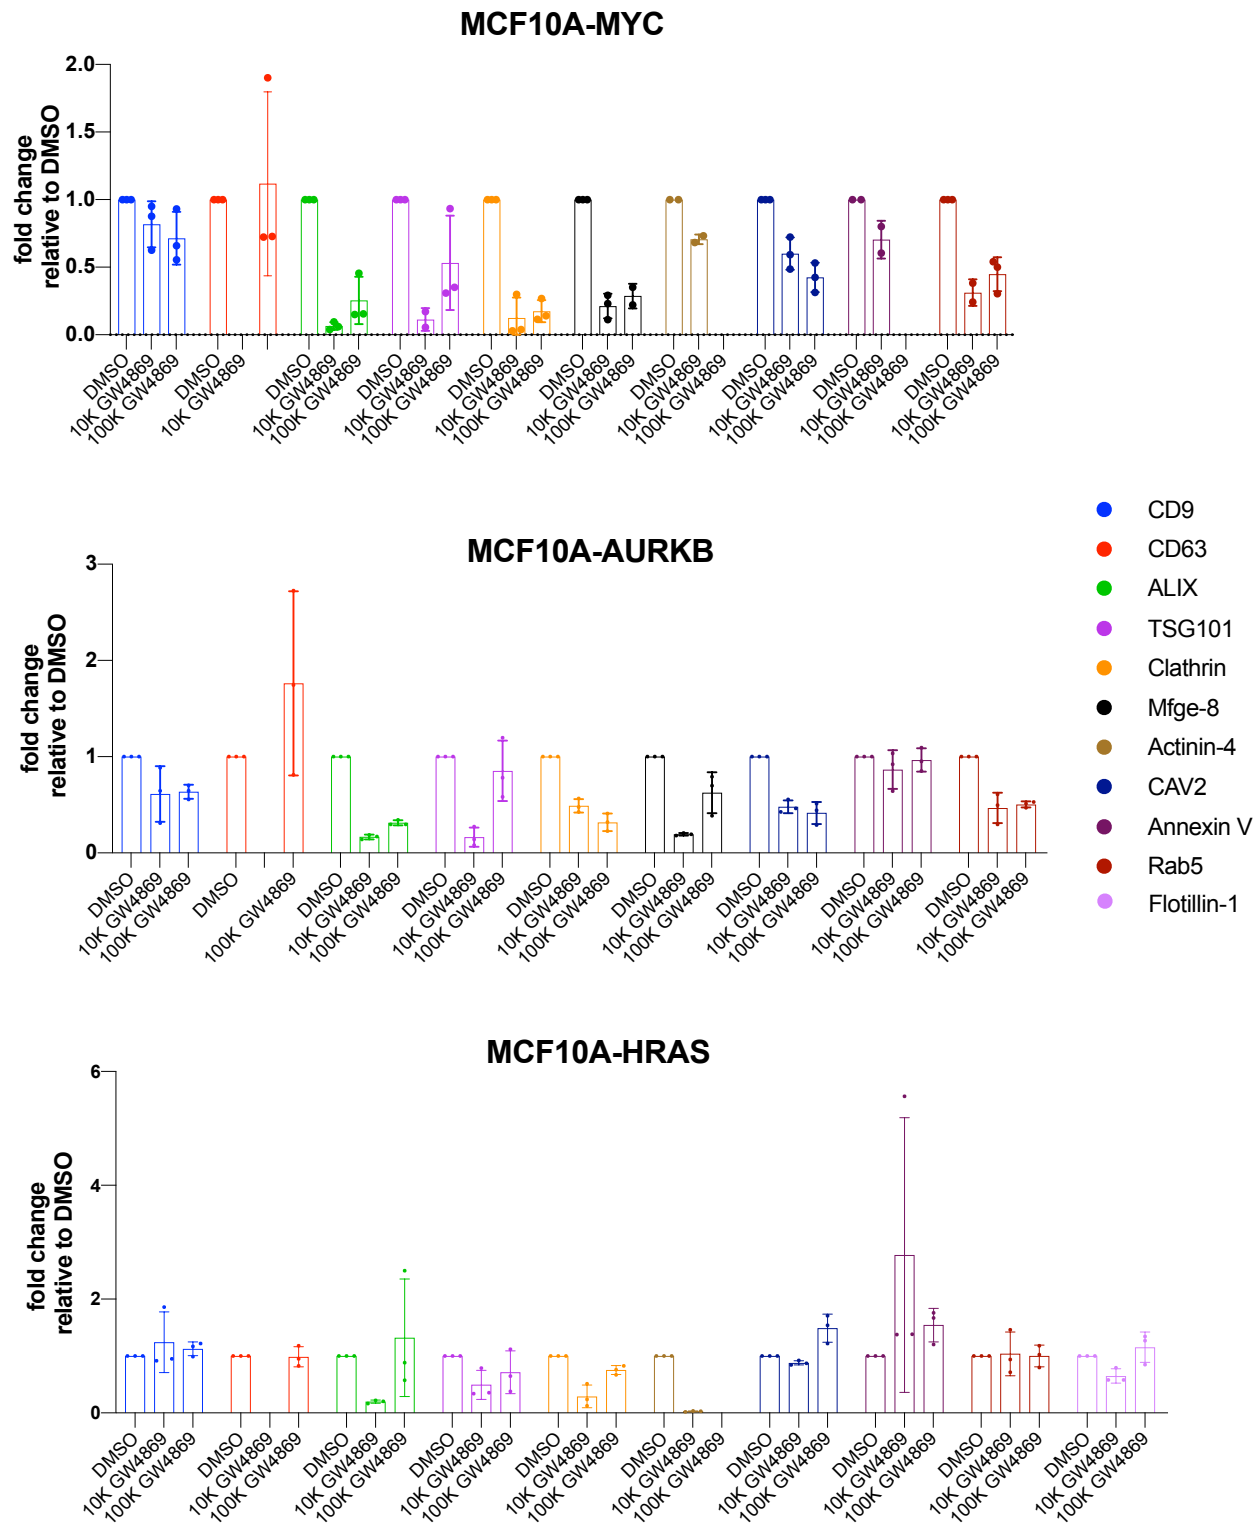 MCF10A-MYC
fold change
relative to DMSO
2.0
1.5
1.0
0.5
0.0
DMSO
10K GW4869
100K GW4869
DMSO
10K GW4869
DMSO
10K GW4869
100K GW4869
DMSO
10K GW4869
100K GW4869
DMSO
10K GW4869
100K GW4869
DMSO
10K GW4869
100K GW4869
DMSO
10K GW4869
100K GW4869
DMSO
10K GW4869
100K GW4869
DMSO
10K GW4869
100K GW4869
DMSO
10K GW4869
100K GW4869
MCF10A-AURKB
fold change
relative to DMSO
3
2
1
0
DMSO
10K GW4869
100K GW4869
DMSO
100K GW4869
DMSO
10K GW4869
100K GW4869
DMSO
10K GW4869
100K GW4869
DMSO
10K GW4869
100K GW4869
DMSO
10K GW4869
100K GW4869
DMSO
10K GW4869
100K GW4869
DMSO
10K GW4869
100K GW4869
DMSO
10K GW4869
100K GW4869
CD9
CD63
ALIX
TSG101
Clathrin
Mfge-8
Actinin-4
CAV2
Annexin V
Rab5
Flotillin-1
MCF10A-HRAS
fold change
relative to DMSO
6
4
2
0
DMSO
10K GW4869
100K GW4869
DMSO
10K GW4869
100K GW4869
DMSO
10K GW4869
100K GW4869
DMSO
10K GW4869
100K GW4869
DMSO
10K GW4869
100K GW4869
DMSO
10K GW4869
100K GW4869
DMSO
10K GW4869
100K GW4869
DMSO
10K GW4869
100K GW4869
DMSO
10K GW4869
100K GW4869
DMSO
10K GW4869
100K GW4869